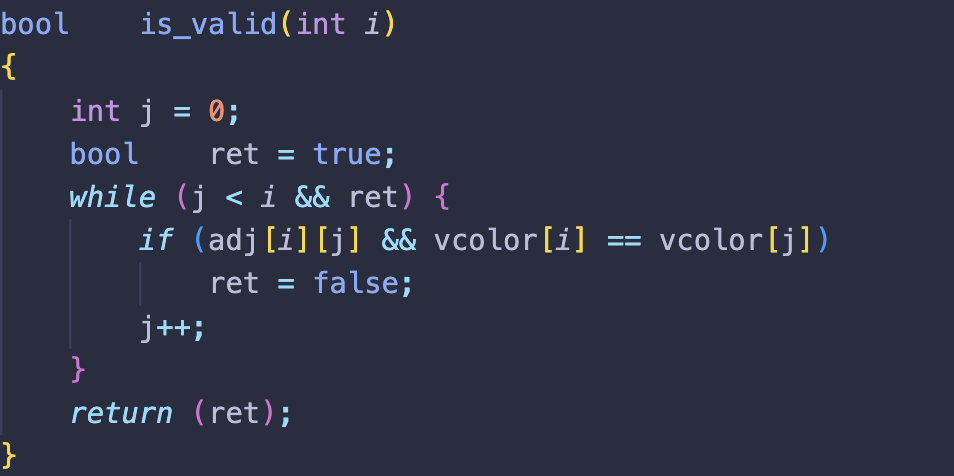 bool    is_valid(int i)
{
    int j = 0;
    bool    ret = true;
    while (j < i && ret) {
        if (adj[i][j] && vcolor[i] == vcolor[j])
            ret = false;
        j++;
    }
    return (ret);
}